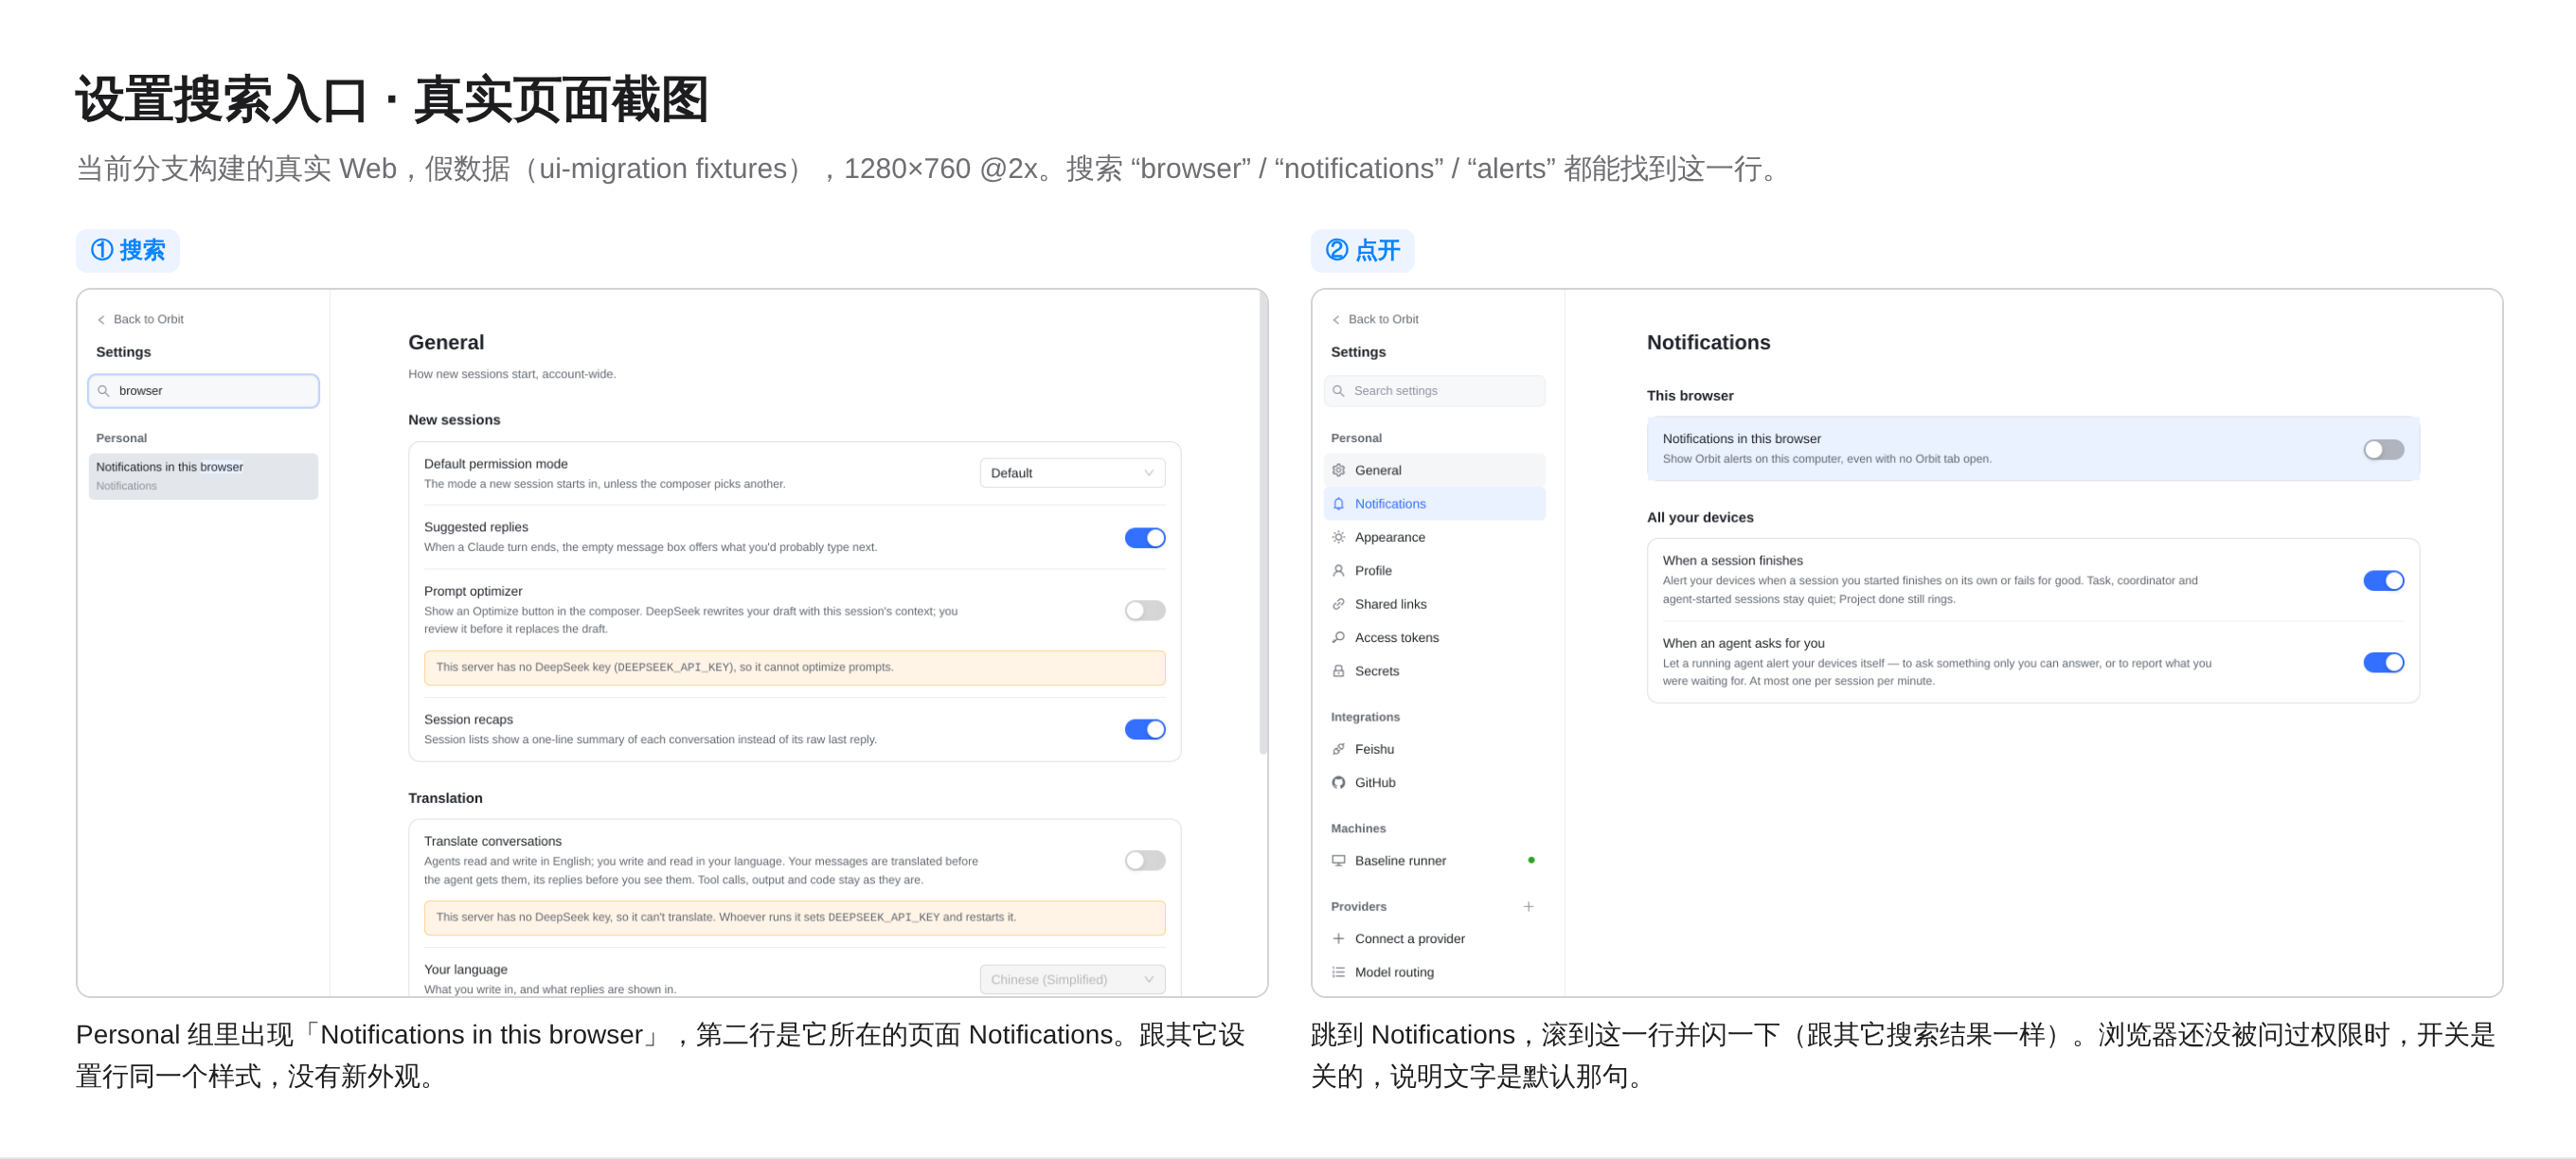 设置搜索入口 · 真实页面截图
当前分支构建的真实 Web，假数据（ui-migration fixtures），1280×760 @2x。搜索 “browser” / “notifications” / “alerts” 都能找到这一行。
① 搜索
Back to Orbit
Settings
browser
Personal
Notifications in this browser
Notifications
General
How new sessions start, account-wide.
New sessions
Default permission mode
The mode a new session starts in, unless the composer picks another.
Default
Suggested replies
When a Claude turn ends, the empty message box offers what you'd probably type next.
Prompt optimizer
Show an Optimize button in the composer. DeepSeek rewrites your draft with this session's context; you
review it before it replaces the draft.
This server has no DeepSeek key (DEEPSEEK_API_KEY), so it cannot optimize prompts.
Session recaps
Session lists show a one-line summary of each conversation instead of its raw last reply.
Translation
Translate conversations
Agents read and write in English; you write and read in your language. Your messages are translated before
the agent gets them, its replies before you see them. Tool calls, output and code stay as they are.
This server has no DeepSeek key, so it can't translate. Whoever runs it sets DEEPSEEK_API_KEY and restarts it.
Your language
What you write in, and what replies are shown in.
Chinese (Simplified)
Personal 组里出现「Notifications in this browser」，第二行是它所在的页面 Notifications。跟其它设
置行同一个样式，没有新外观。
② 点开
Back to Orbit
Settings
Search settings
Personal
General
Notifications
Appearance
Profile
Shared links
Access tokens
Secrets
Integrations
Feishu
GitHub
Machines
Baseline runner
Providers
Connect a provider
Model routing
Notifications
This browser
Notifications in this browser
Show Orbit alerts on this computer, even with no Orbit tab open.
All your devices
When a session finishes
Alert your devices when a session you started finishes on its own or fails for good. Task, coordinator and
agent-started sessions stay quiet; Project done still rings.
When an agent asks for you
Let a running agent alert your devices itself — to ask something only you can answer, or to report what you
were waiting for. At most one per session per minute.
跳到 Notifications，滚到这一行并闪一下（跟其它搜索结果一样）。浏览器还没被问过权限时，开关是
关的，说明文字是默认那句。